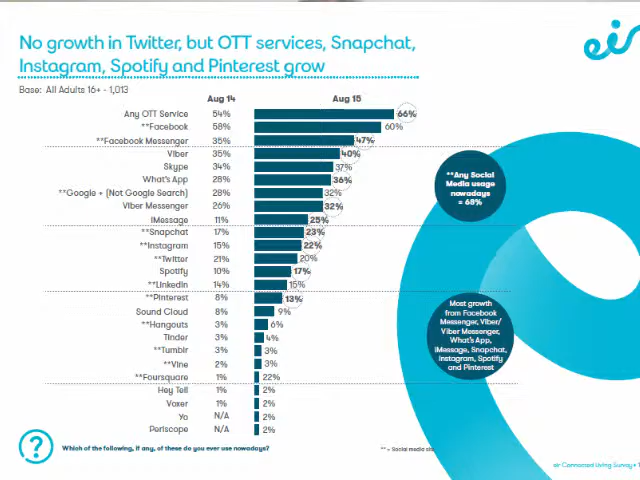 eir
No growth in Twitter, but OTT services, Snapchat,
Instagram, Spotify and Pinterest grow
Base: All Adults 16+ - 1,013
Aug 14 Aug 15
Any OTT Service 54% 66%
**Facebook 58% 60%
**Facebook Messenger 35% 47%
Viber 35% 40%
Skype 34% 37%
What's App 28% 36%
**Google + (Not Google Search) 28% 32%
Viber Messenger 26% 32%
iMessage 11% 25%
**Snapchat 17% 23%
**Instagram 15% 22%
**Twitter 21% 20%
Spotify 10% 17%
**Linkedin 14% 15%
**Pinterest 8% 13%
Sound Cloud 8% 9%
**Hangouts 3% 6%
Tinder 3% 4%
**Tumblr 3% 3%
**Vine 2% 3%
**Foursquare 1% 22%
Hey Tell 1% 2%
Voxer 1% 2%
Yo N/A 2%
Periscope N/A 2%
**Any Social
Media usage
nowadays
= 68%
Most growth
from Facebook
Messenger, Viber/
Viber Messenger,
What's App,
iMessage, Snapchat,
Instagram, Spotify
and Pinterest
?
Which of the following, if any, of these do you ever use nowadays?
** = Social media
eir Connected Living Survey • 1